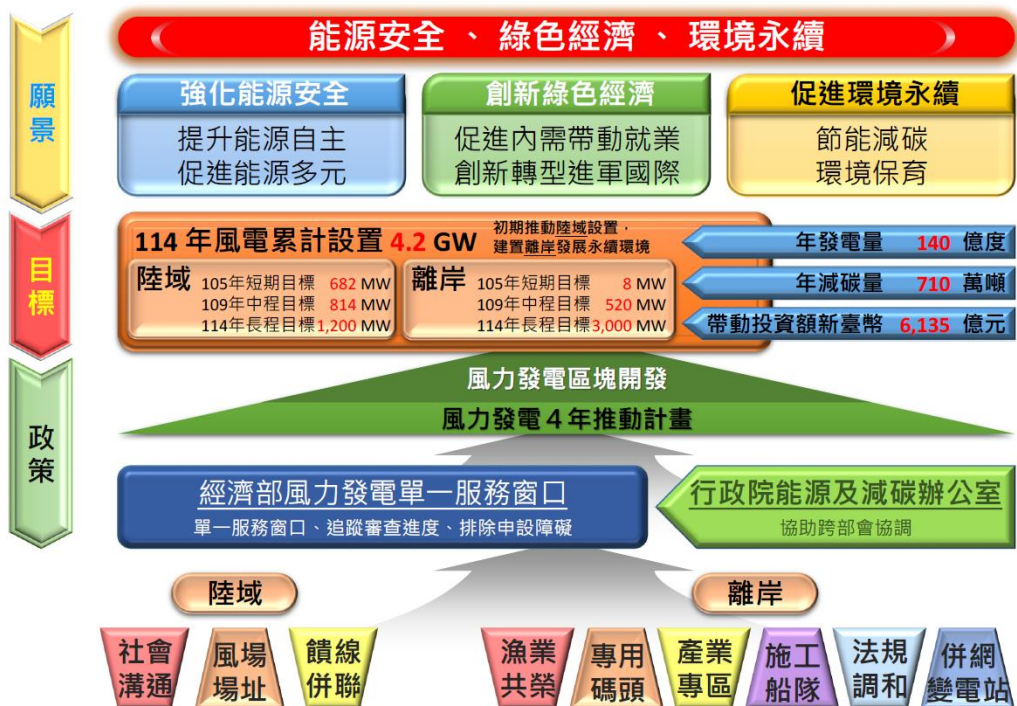 能源安全 、 綠色經濟 、 環境永續
願景
強化能源安全
提升能源自主
促進能源多元
創新綠色經濟
促進內需帶動就業
創新轉型進軍國際
促進環境永續
節能減碳
環境保育
目標
114 年風電累計設置 4.2 GW
初期推動陸域設置，
建置離岸發展永續環境
陸域
105年短期目標 682 MW
109年中程目標 814 MW
114年長程目標1,200 MW
離岸
105年短期目標 8 MW
109年中程目標 520 MW
114年長程目標3,000 MW
年發電量 140 億度
年減碳量 710 萬噸
帶動投資額新臺幣 6,135 億元
政策
風力發電區塊開發
風力發電４年推動計畫
經濟部風力發電單一服務窗口
單一服務窗口、追蹤審查進度、排除申設障礙
行政院能源及減碳辦公室
協助跨部會協調
陸域
社會
溝通
風場
場址
饋線
併聯
離岸
漁業
共榮
專用
碼頭
產業
專區
施工
船隊
法規
調和
併網
變電站